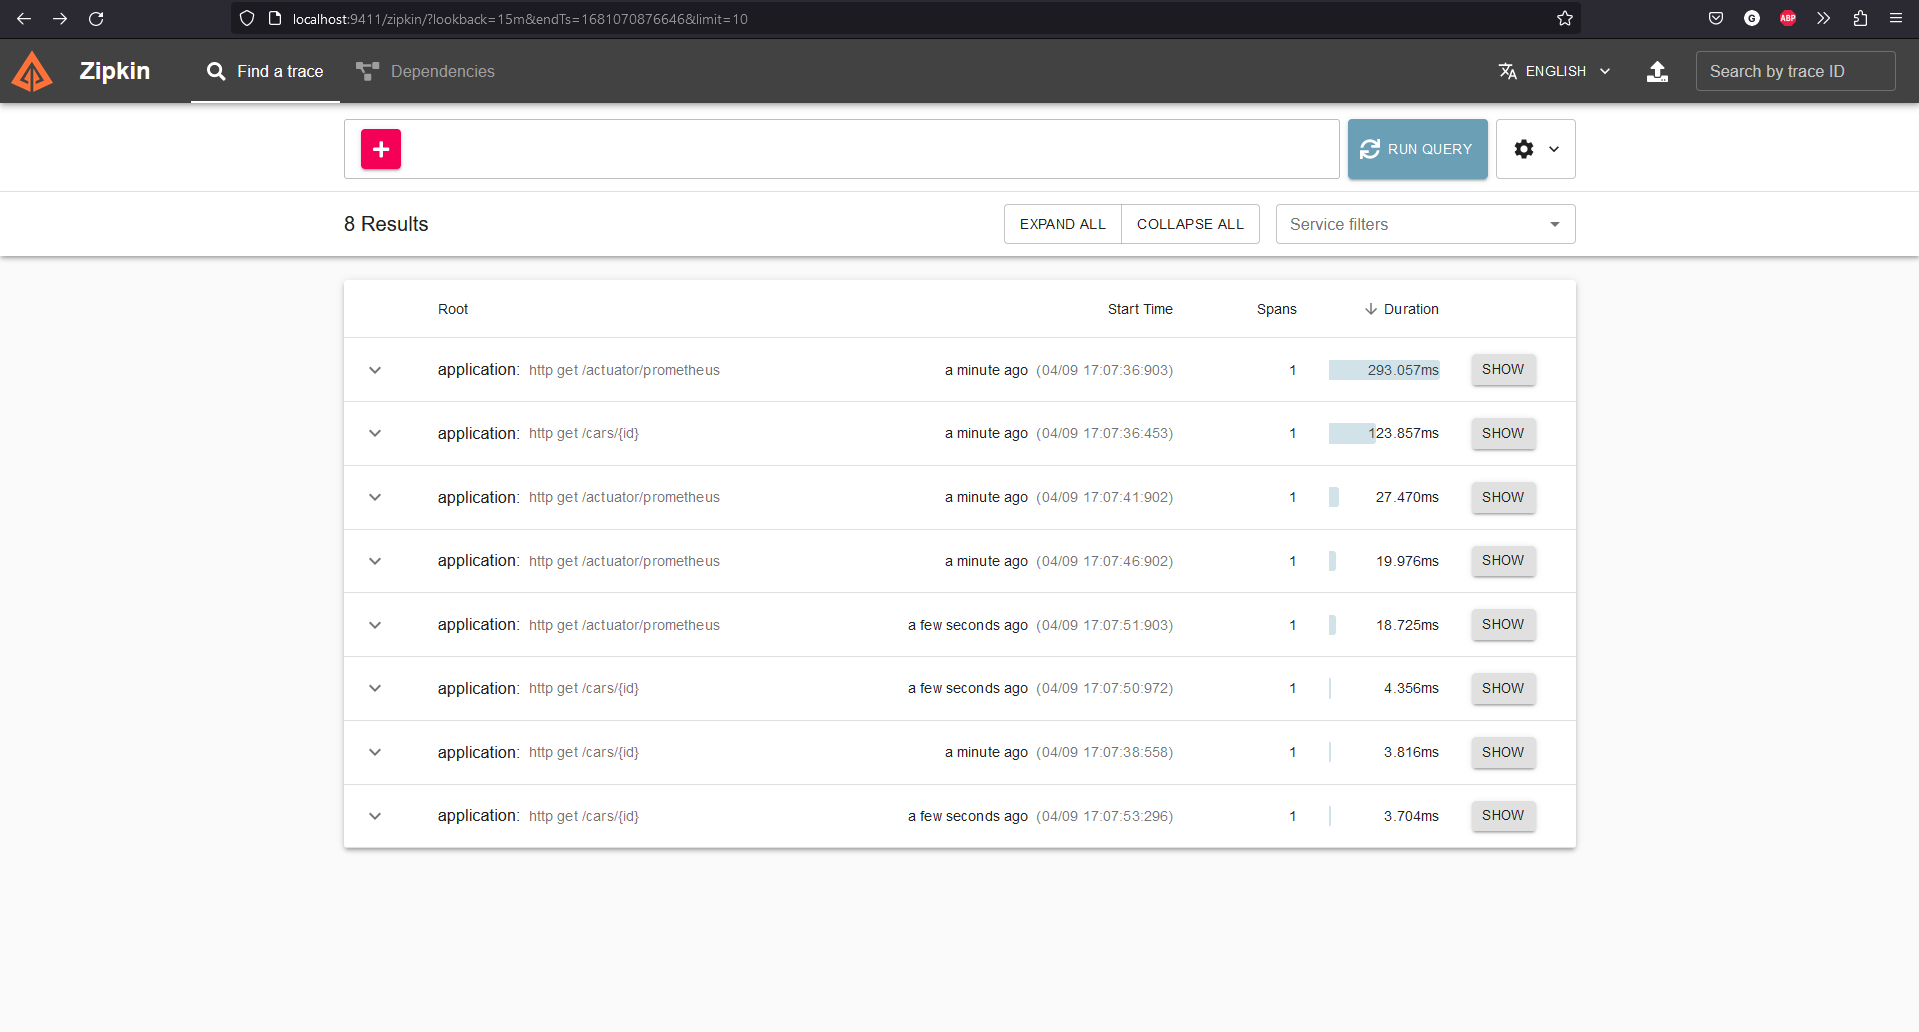 localhost:9411/zipkin/?lookback=15m&endTs=1681070876646&limit=10
G ABP
Zipkin Find a trace Dependencies ENGLISH Search by trace ID
RUN QUERY
8 Results EXPAND ALL COLLAPSE ALL Service filters
Root Start Time Spans Duration
application: http get /actuator/prometheus a minute ago (04/09 17:07:36:903) 1 293.057ms SHOW
application: http get /cars/{id} a minute ago (04/09 17:07:36:453) 1 123.857ms SHOW
application: http get /actuator/prometheus a minute ago (04/09 17:07:41:902) 1 27.470ms SHOW
application: http get /actuator/prometheus a minute ago (04/09 17:07:46:902) 1 19.976ms SHOW
application: http get /actuator/prometheus a few seconds ago (04/09 17:07:51:903) 1 18.725ms SHOW
application: http get /cars/{id} a few seconds ago (04/09 17:07:50:972) 1 4.356ms SHOW
application: http get /cars/{id} a minute ago (04/09 17:07:38:558) 1 3.816ms SHOW
application: http get /cars/{id} a few seconds ago (04/09 17:07:53:296) 1 3.704ms SHOW